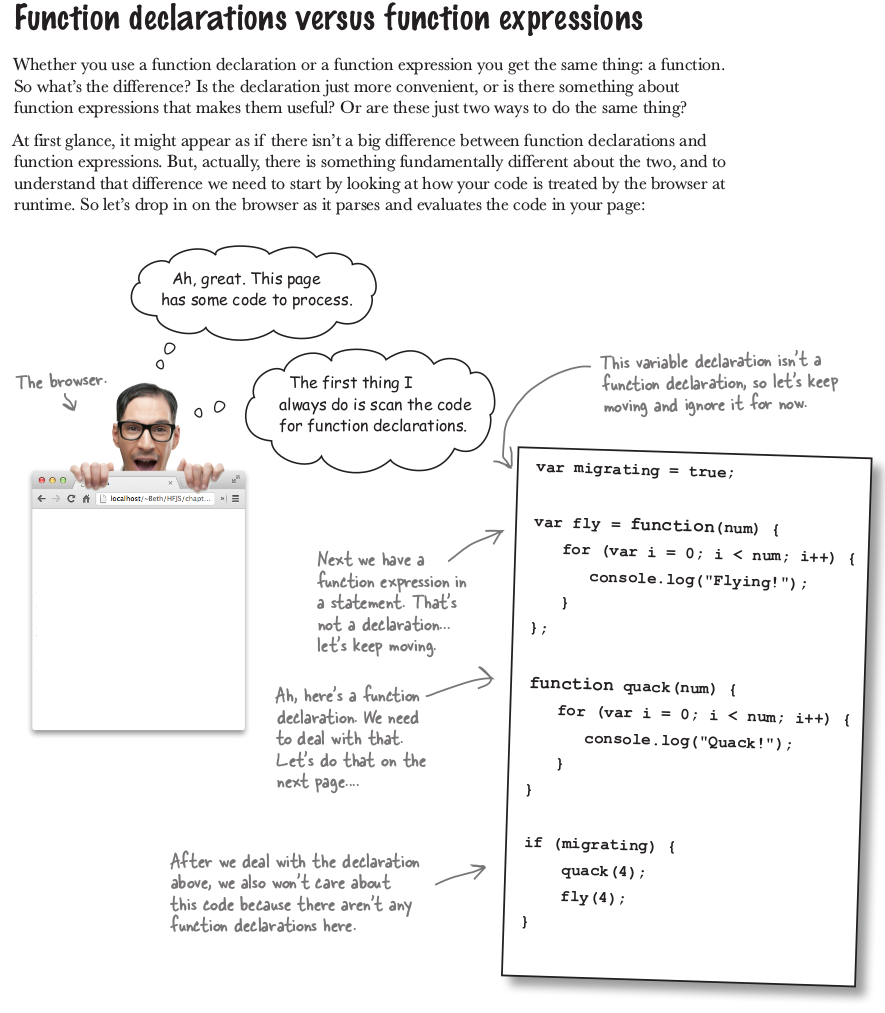 Function declarations versus function expressions
Whether you use a function declaration or a function expression you get the same thing: a function.
So what's the difference? Is the declaration just more convenient, or is there something about
function expressions that makes them useful? Or are these just two ways to do the same thing?
At first glance, it might appear as if there isn't a big difference between function declarations and
function expressions. But, actually, there is something fundamentally different about the two, and to
understand that difference we need to start by looking at how your code is treated by the browser at
runtime. So let's drop in on the browser as it parses and evaluates the code in your page:
Ah, great. This page
has some code to process.
The browser.
The first thing I
always do is scan the code
for function declarations.
This variable declaration isn't a
function declaration, so let's keep
moving and ignore it for now.
localhost/~Beth/HFJS/chapt...
Next we have a
function expression in
a statement. That's
not a declaration...
let's keep moving.
Ah, here's a function
declaration. We need
to deal with that.
Let's do that on the
next page....
After we deal with the declaration
above, we also won't care about
this code because there aren't any
function declarations here.
var migrating = true;
var fly = function(num) {
for (var i = 0; i < num; i++) {
console.log("Flying!");
}
};
function quack(num) {
for (var i = 0; i < num; i++) {
console.log("Quack!");
}
}
if (migrating) {
quack(4);
fly(4);
}